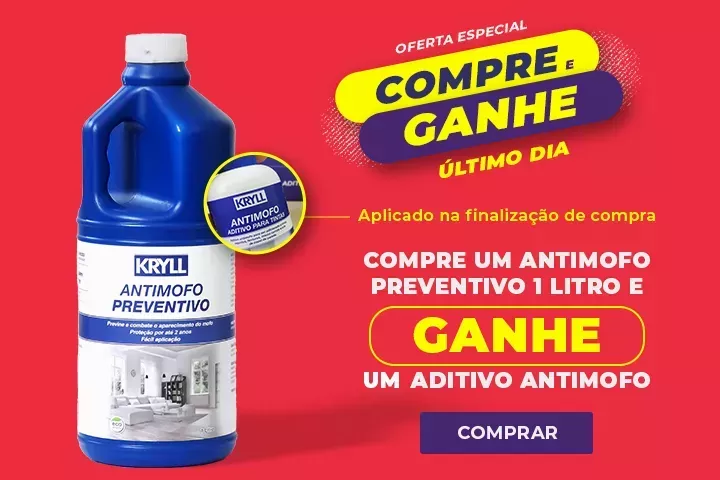 OFERTA ESPECIAL
COMPRE E
GANHE
ÚLTIMO DIA
KRYLL
ANTIMOFO
ADITIVO PARA TINTAS
Aplicado na finalização de compra
COMPRE UM ANTIMOFO
PREVENTIVO 1 LITRO E
GANHE
UM ADITIVO ANTIMOFO
COMPRAR
KRYLL
ANTIMOFO
PREVENTIVO
Previne e combate o aparecimento do mofo
Proteção por até 2 anos
Fácil aplicação
eco